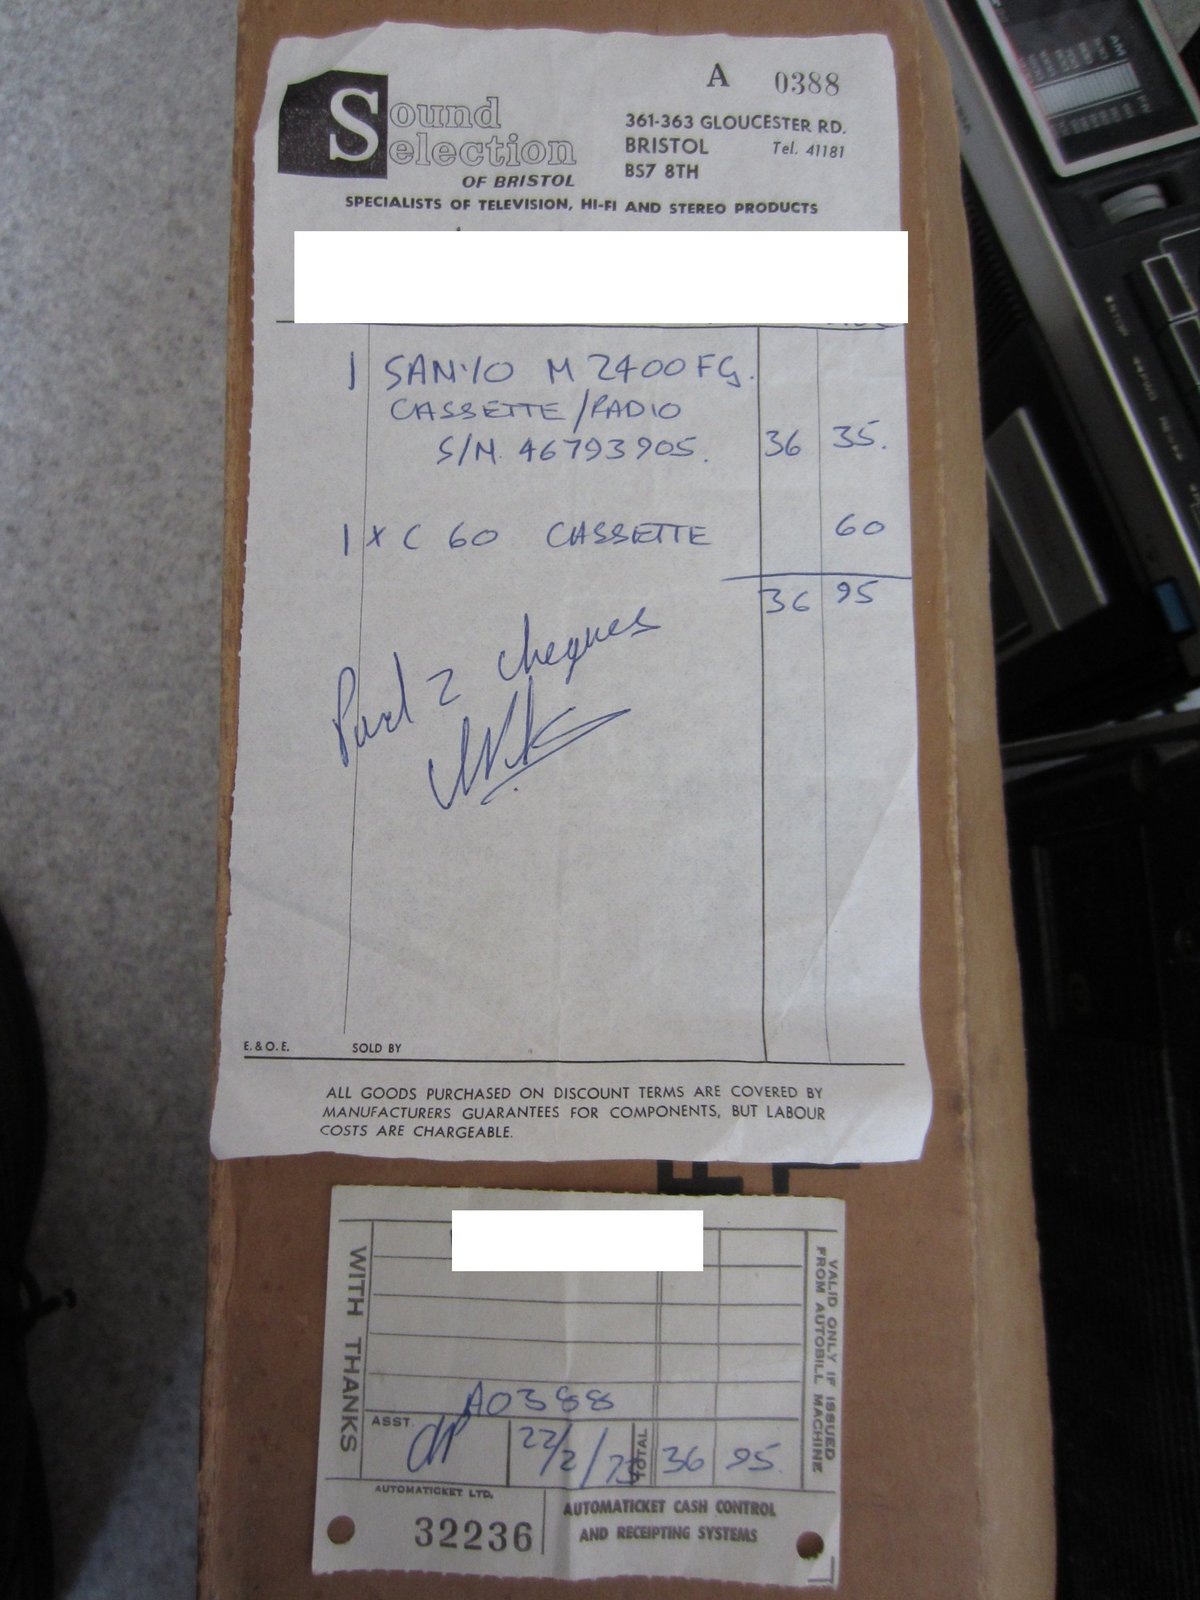 A 0388
Sound
Selection
OF BRISTOL
361-363 GLOUCESTER RD.
BRISTOL Tel. 41181
BS7 8TH
SPECIALISTS OF TELEVISION, HI-FI AND STEREO PRODUCTS
1 SANYO M 2400FG.
CASSETTE/RADIO
S/N. 46793905. 36 35.
1 x C 60 CASSETTE 60
36 95
Paid 2 cheques
E. & O. E. SOLD BY
ALL GOODS PURCHASED ON DISCOUNT TERMS ARE COVERED BY
MANUFACTURERS GUARANTEES FOR COMPONENTS, BUT LABOUR
COSTS ARE CHARGEABLE.
WITH THANKS
VALID ONLY IF ISSUED
FROM AUTOBILL MACHINE
A0388
ASST.
22/2/75 TOTAL 36 95.
AUTOMATICKET LTD.
32236
AUTOMATICKET CASH CONTROL
AND RECEIPTING SYSTEMS
AM